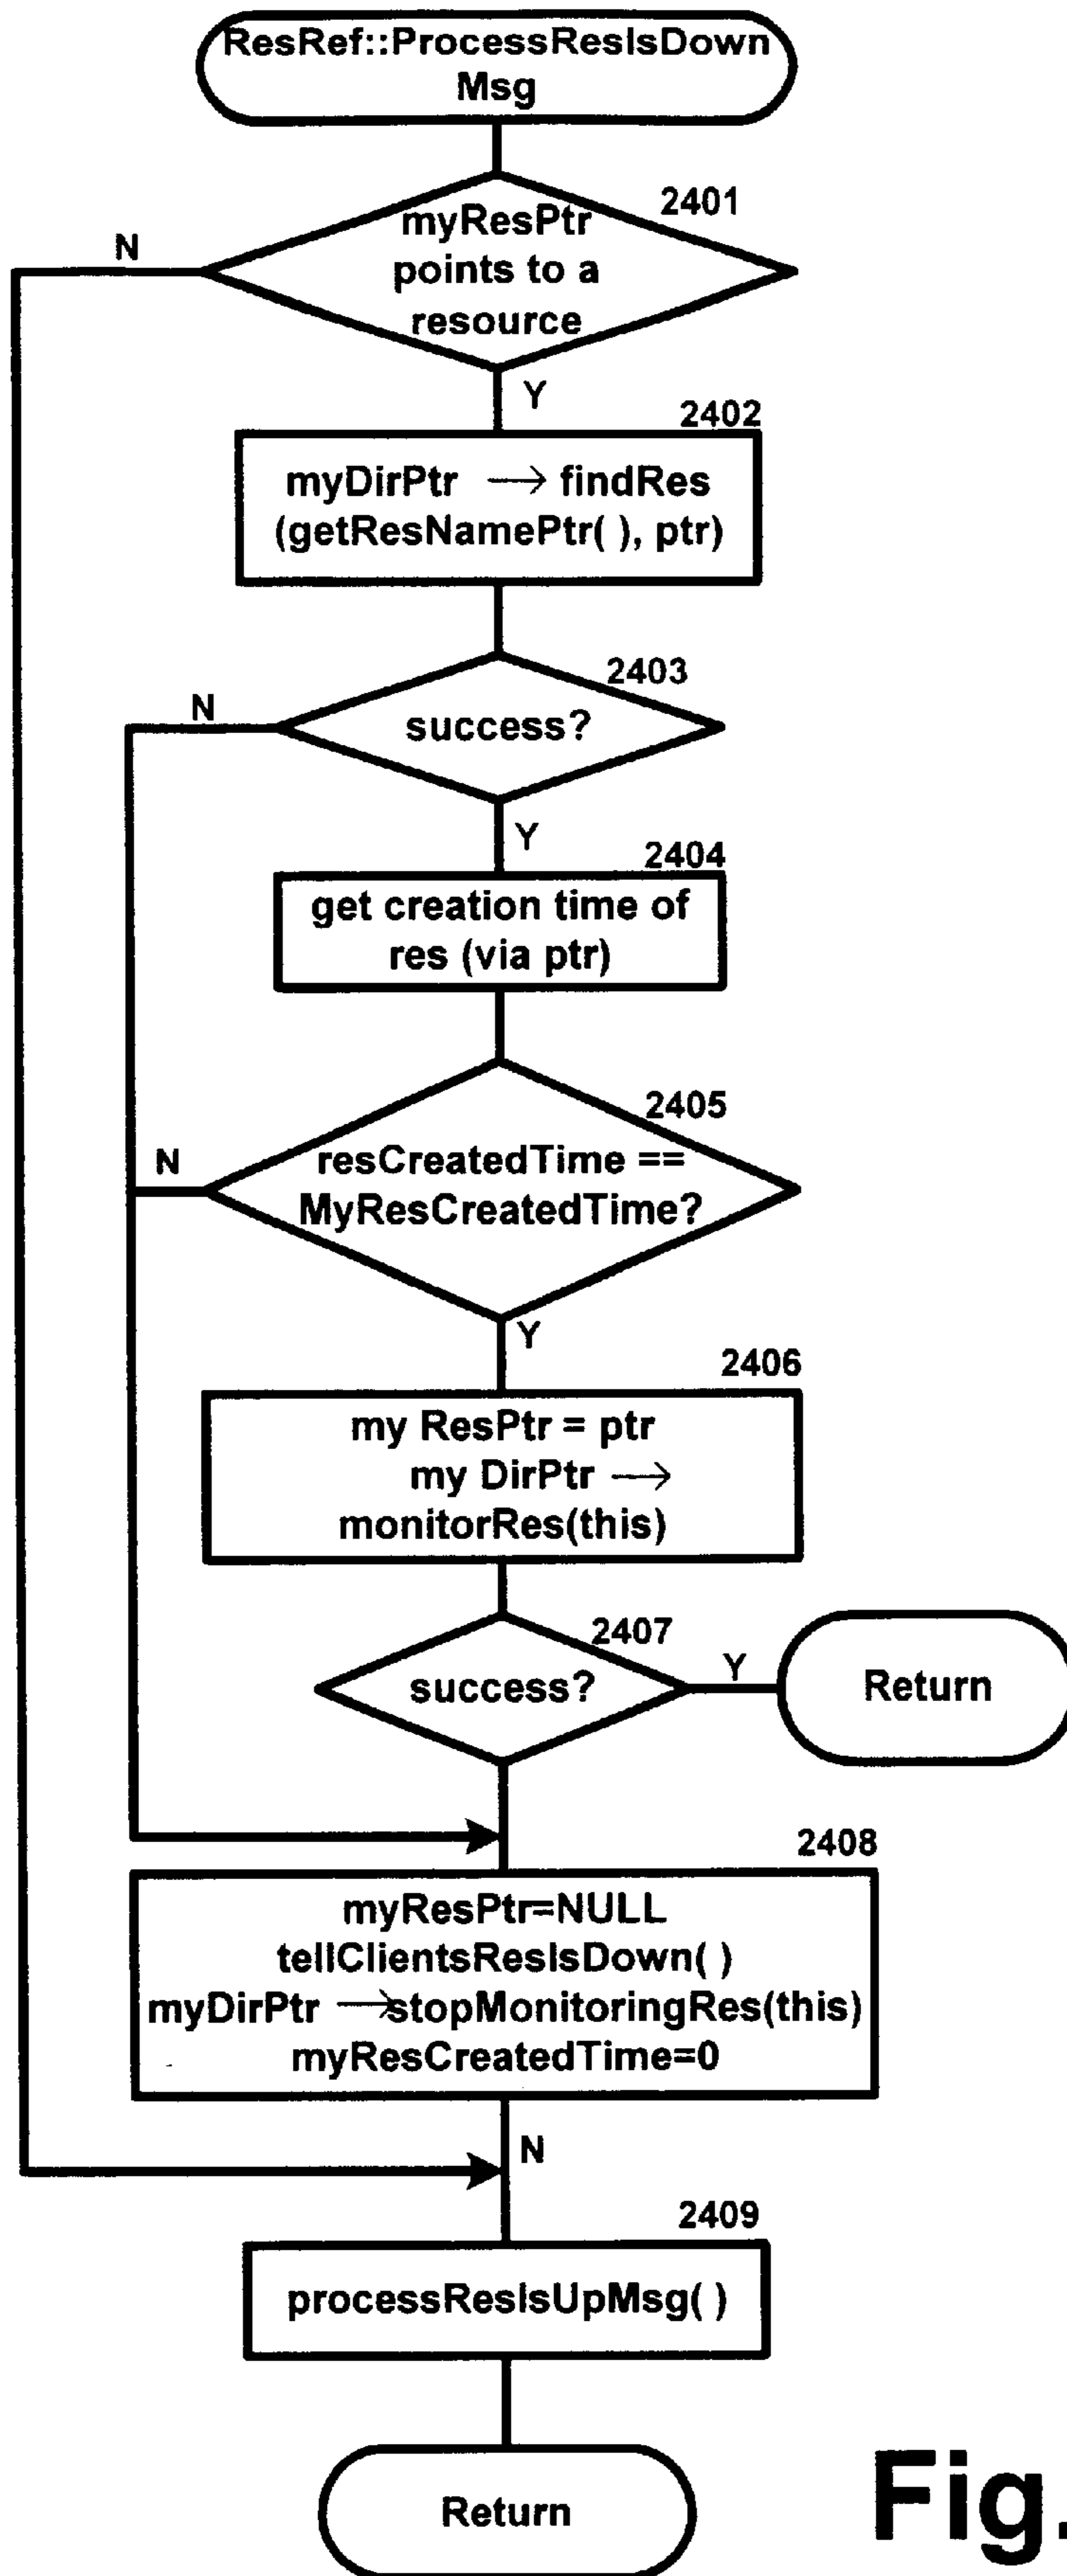 ResRef::ProcessResIsDown
Msg
2401
myResPtr
points to a
resource
N
Y
2402
myDirPtr → findRes
(getResNamePtr( ), ptr)
2403
N
success?
Y
2404
get creation time of
res (via ptr)
2405
N
resCreatedTime ==
MyResCreatedTime?
Y
2406
my ResPtr = ptr
my DirPtr →
monitorRes(this)
2407
success?
Y
Return
2408
myResPtr=NULL
tellClientsResIsDown( )
myDirPtr →stopMonitoringRes(this)
myResCreatedTime=0
N
2409
processResIsUpMsg( )
Return
Fig.